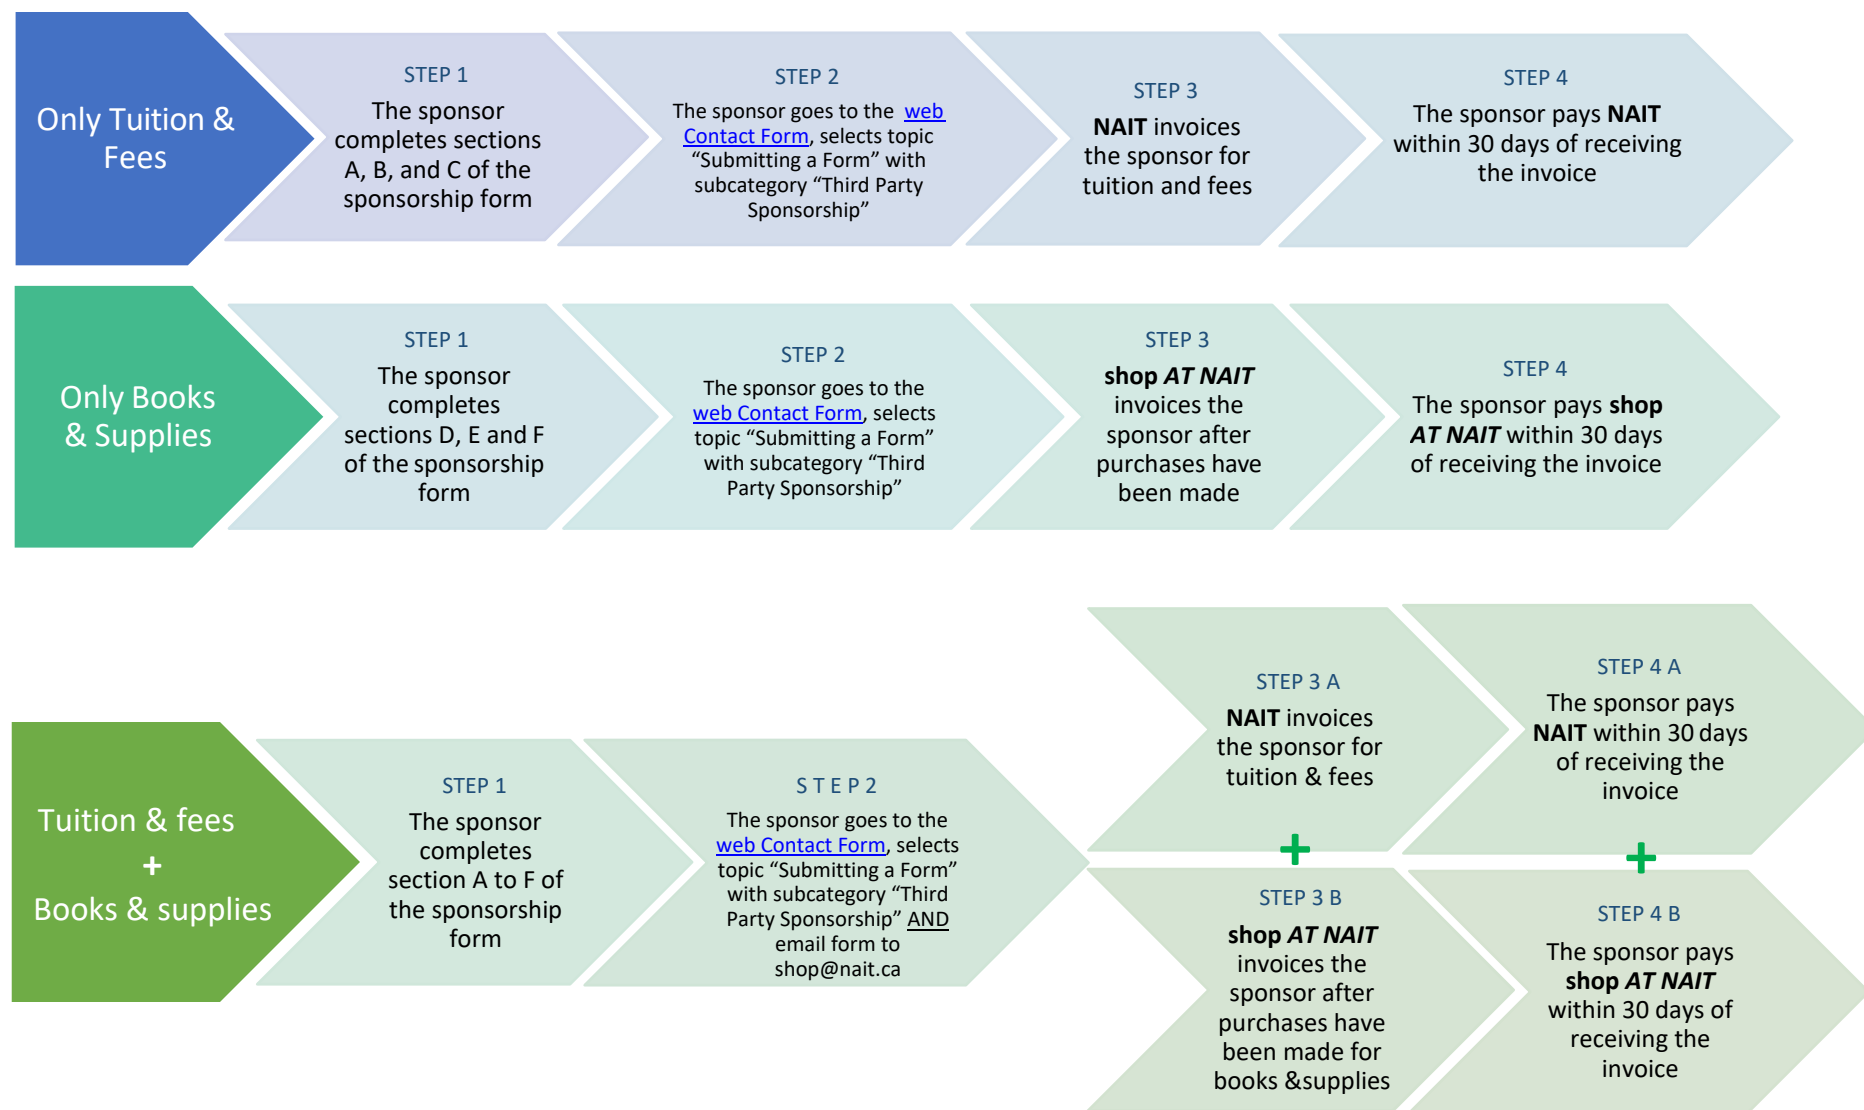 Only Tuition &
Fees
STEP 1
The sponsor
completes sections
A, B, and C of the
sponsorship form
STEP 2
The sponsor goes to the web
Contact Form, selects topic
“Submitting a Form” with
subcategory “Third Party
Sponsorship”
STEP 3
NAIT invoices
the sponsor for
tuition and fees
STEP 4
The sponsor pays NAIT
within 30 days of receiving
the invoice
Only Books
& Supplies
STEP 1
The sponsor
completes
sections D, E and F
of the sponsorship
form
STEP 2
The sponsor goes to the
web Contact Form, selects
topic “Submitting a Form”
with subcategory “Third
Party Sponsorship”
STEP 3
shop AT NAIT
invoices the
sponsor after
purchases have
been made
STEP 4
The sponsor pays shop
AT NAIT within 30 days
of receiving the invoice
Tuition & fees
+
Books & supplies
STEP 1
The sponsor
completes
section A to F of
the sponsorship
form
S T E P 2
The sponsor goes to the
web Contact Form, selects
topic “Submitting a Form”
with subcategory “Third
Party Sponsorship” AND
email form to
shop@nait.ca
STEP 3 A
NAIT invoices
the sponsor for
tuition & fees
+
STEP 3 B
shop AT NAIT
invoices the
sponsor after
purchases have
been made for
books &supplies
STEP 4 A
The sponsor pays
NAIT within 30 days
of receiving the
invoice
+
STEP 4 B
The sponsor pays
shop AT NAIT
within 30 days of
receiving the
invoice